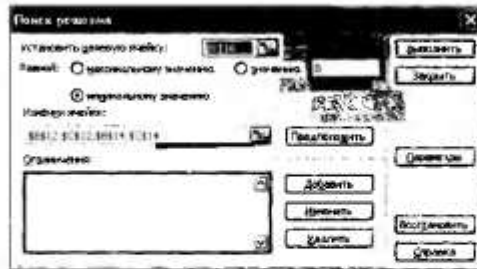 Поиск решения
Установить целевую ячейку:
Выполнить
Равной: максимальному значению значению: 0
Закрыть
минимальному значению
Изменяя ячейки:
Предположить
Ограничения:
Параметры
Добавить
Изменить
Удалить
Восстановить
Справка